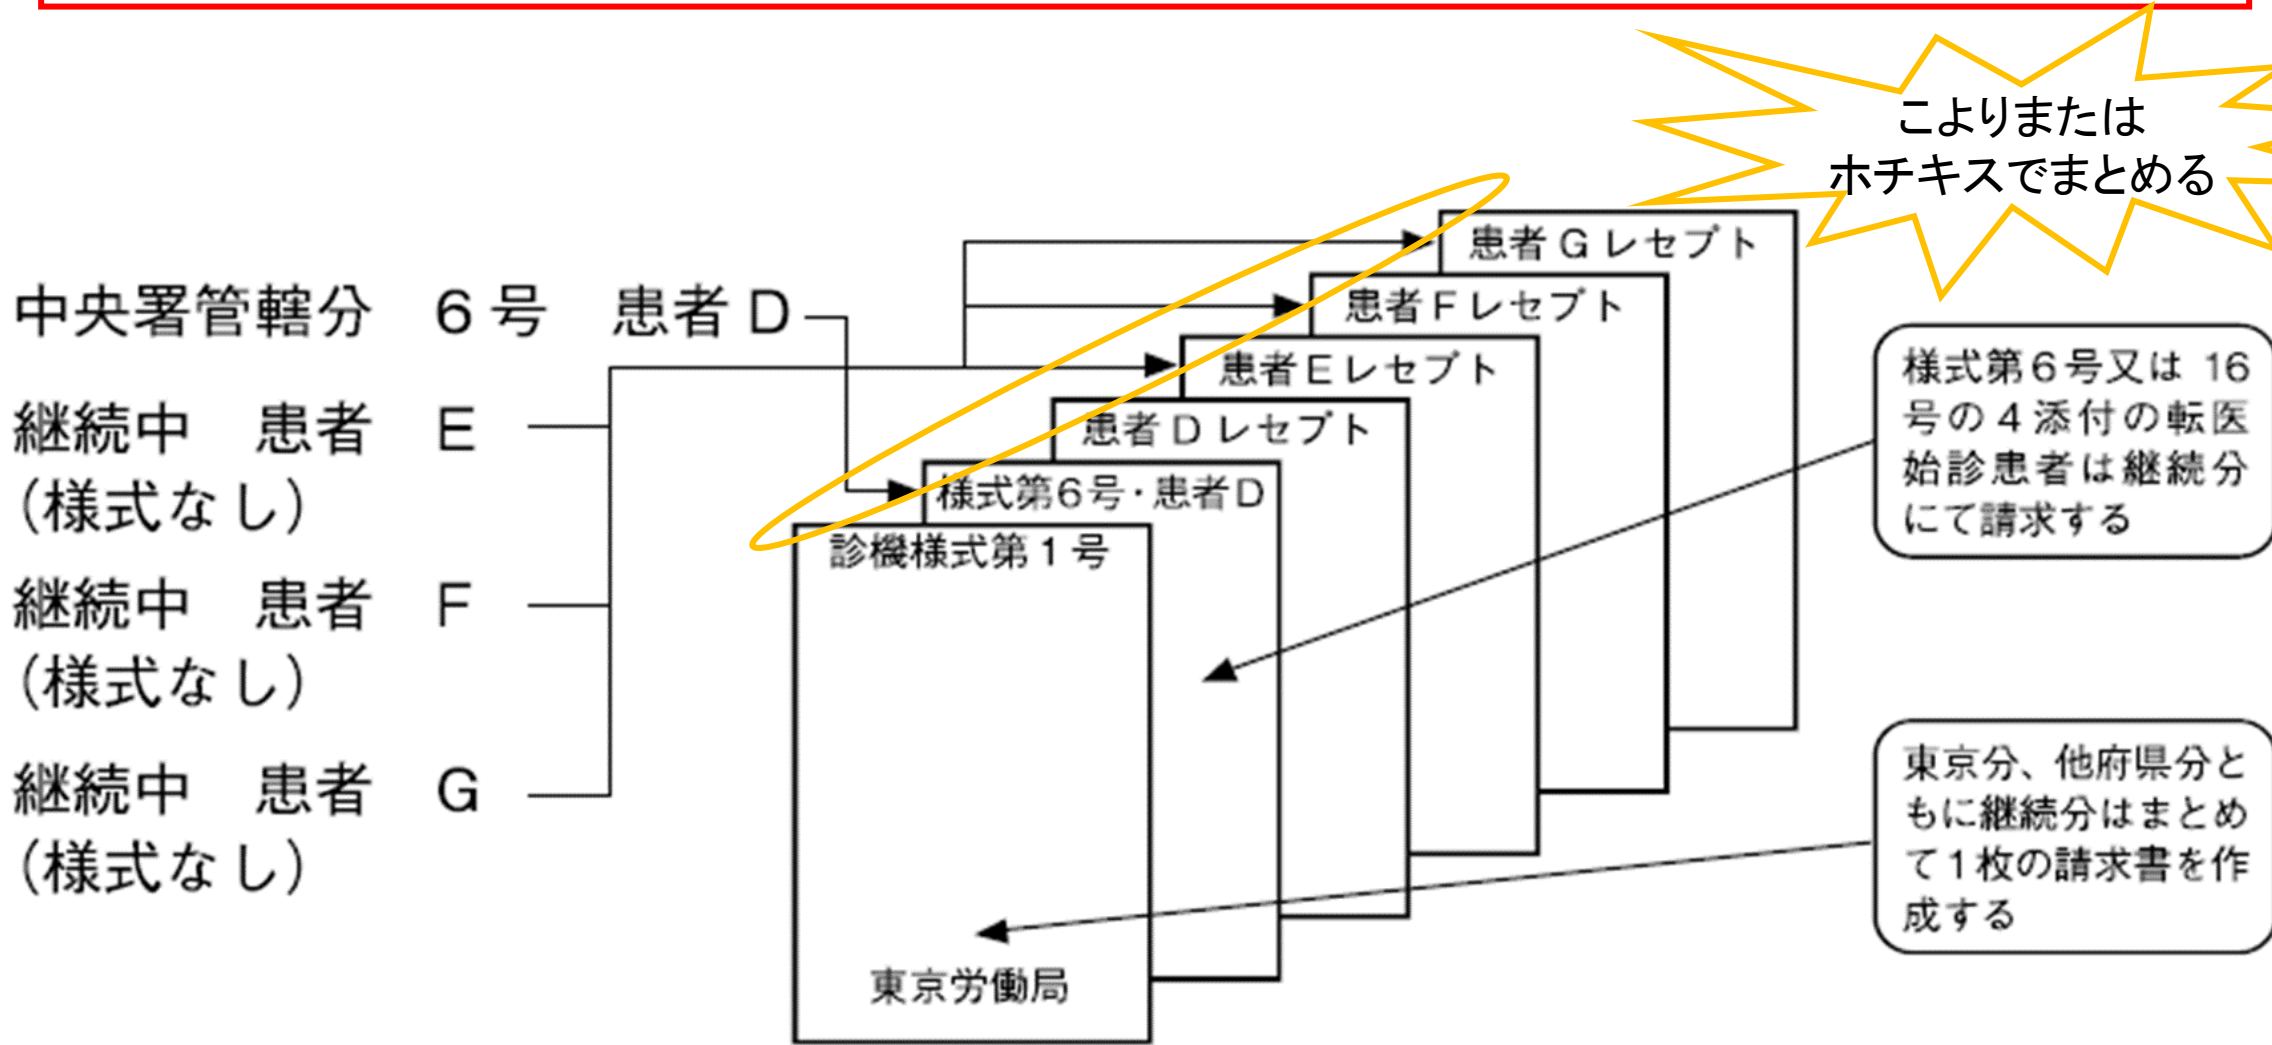 こよりまたは
ホチキスでまとめる
中央署管轄分　6号　患者D
継続中　患者　E
(様式なし)
継続中　患者　F
(様式なし)
継続中　患者　G
(様式なし)
患者Gレセプト
患者Fレセプト
患者Eレセプト
患者Dレセプト
様式第6号・患者D
診機様式第1号
東京労働局
様式第6号又は 16
号の4添付の転医
始診患者は継続分
にて請求する
東京分、他府県分と
もに継続分はまとめ
て1枚の請求書を作
成する